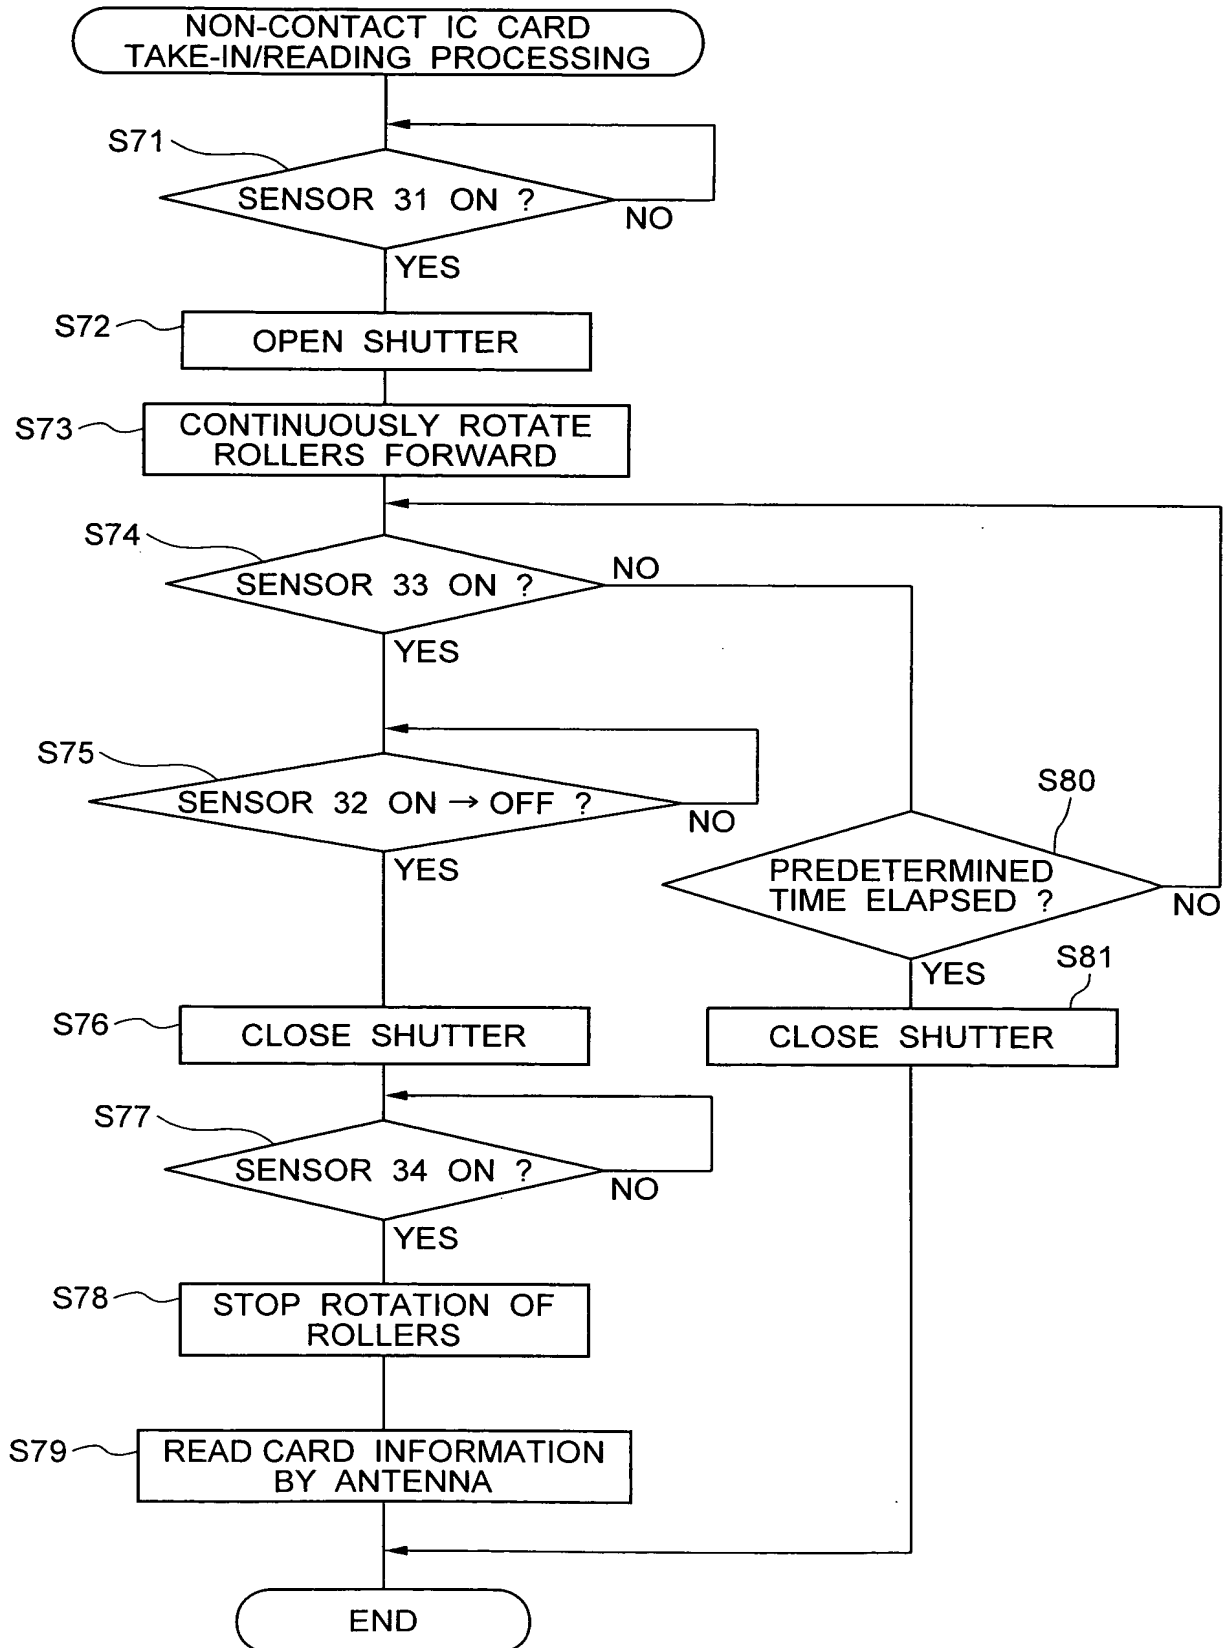 NON-CONTACT IC CARD
TAKE-IN/READING PROCESSING
S71
SENSOR 31 ON ?
NO
YES
S72
OPEN SHUTTER
S73
CONTINUOUSLY ROTATE
ROLLERS FORWARD
S74
SENSOR 33 ON ?
NO
YES
S75
SENSOR 32 ON → OFF ?
NO
YES
S80
PREDETERMINED
TIME ELAPSED ?
NO
YES
S76
CLOSE SHUTTER
S81
CLOSE SHUTTER
S77
SENSOR 34 ON ?
NO
YES
S78
STOP ROTATION OF
ROLLERS
S79
READ CARD INFORMATION
BY ANTENNA
END